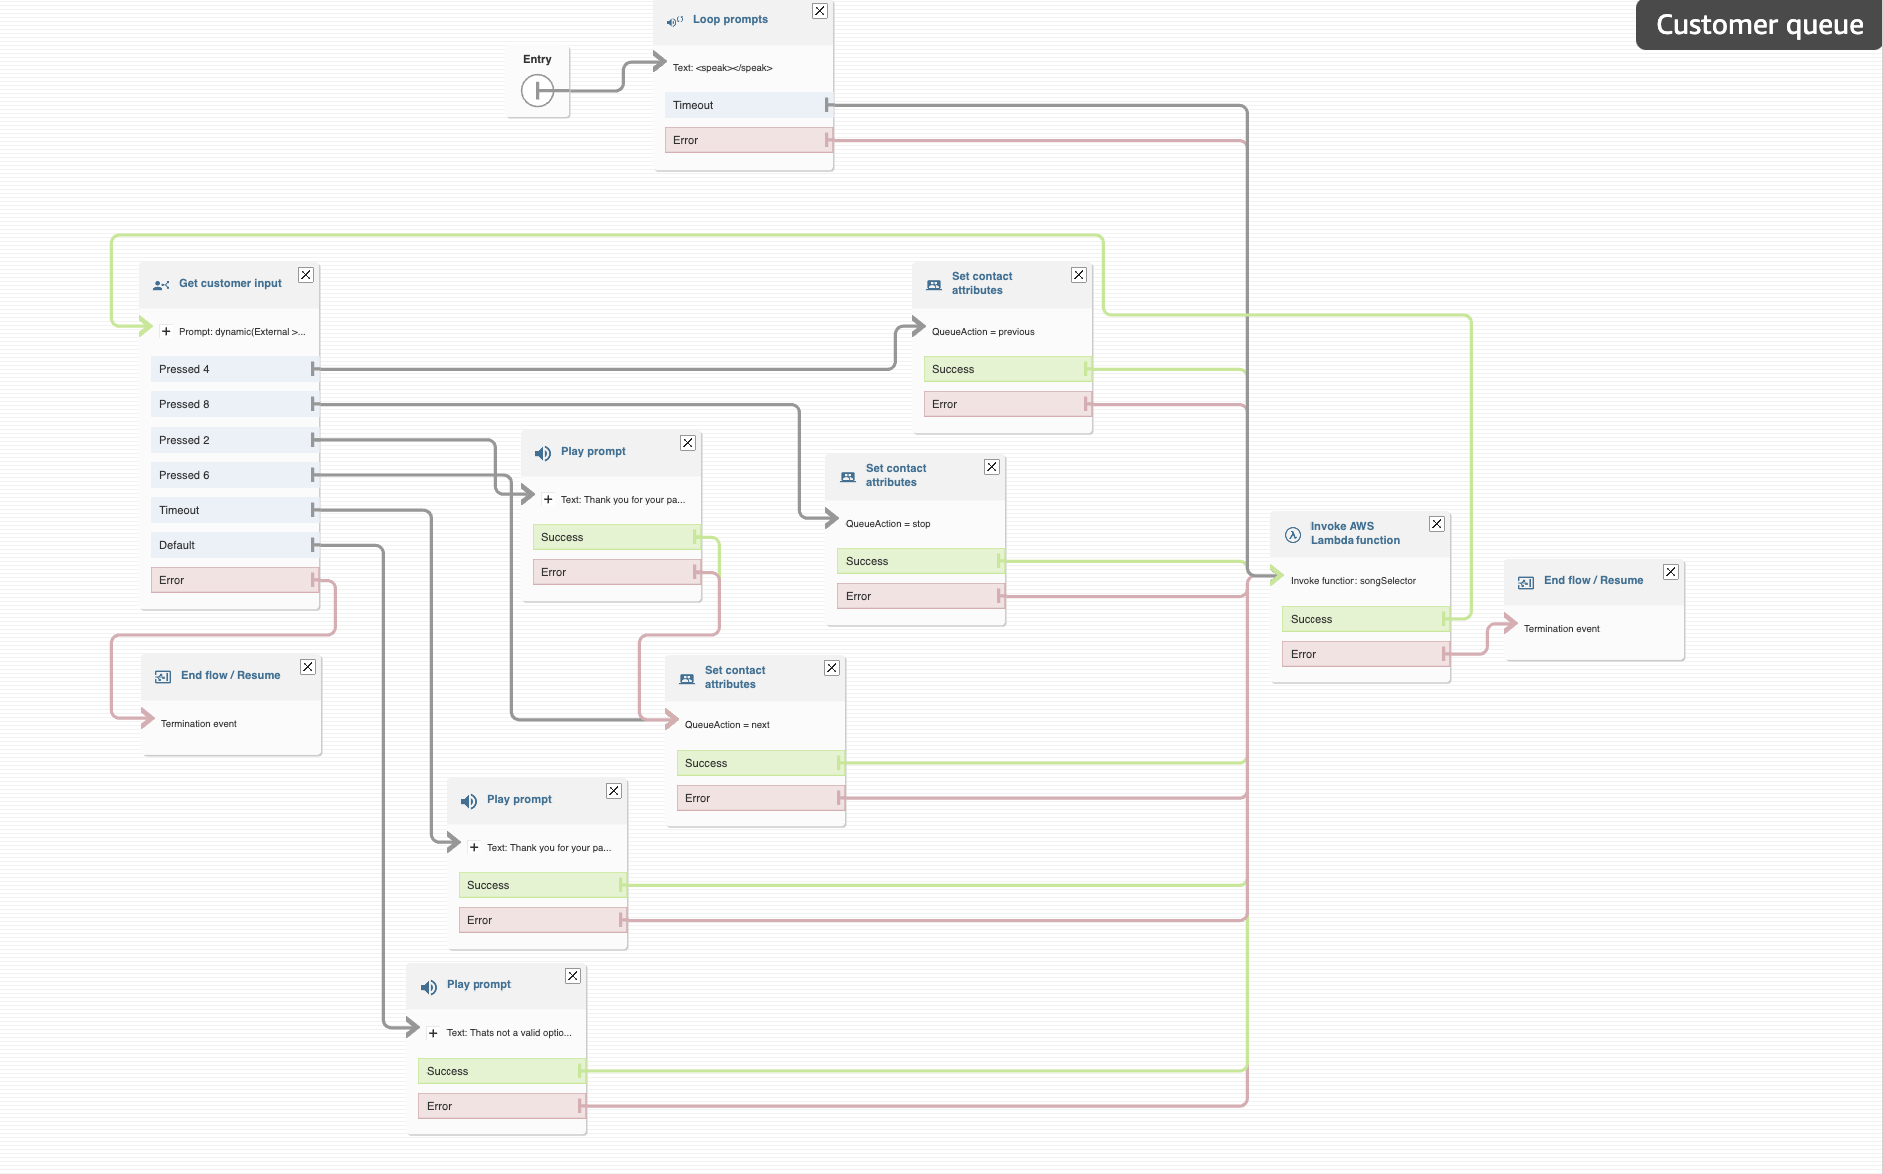 Customer queue
Loop prompts
Text: <speak></speak>
Timeout
Error
Entry
Get customer input
Prompt: dynamic(External >...
Pressed 4
Pressed 8
Pressed 2
Pressed 6
Timeout
Default
Error
Set contact
attributes
QueueAction = previous
Success
Error
Play prompt
Text: Thank you for your pa...
Success
Error
Set contact
attributes
QueueAction = stop
Success
Error
Invoke AWS
Lambda function
Invoke function: songSelector
Success
Error
End flow / Resume
Termination event
End flow / Resume
Termination event
Set contact
attributes
QueueAction = next
Success
Error
Play prompt
Text: Thank you for your pa...
Success
Error
Play prompt
Text: Thats not a valid optio...
Success
Error